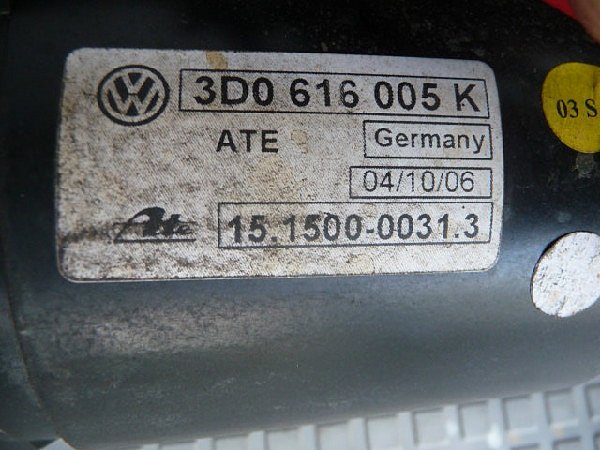 3D0 616 005 K
ATE Germany
04/10/06
Ate 15.1500-0031.3
03 S